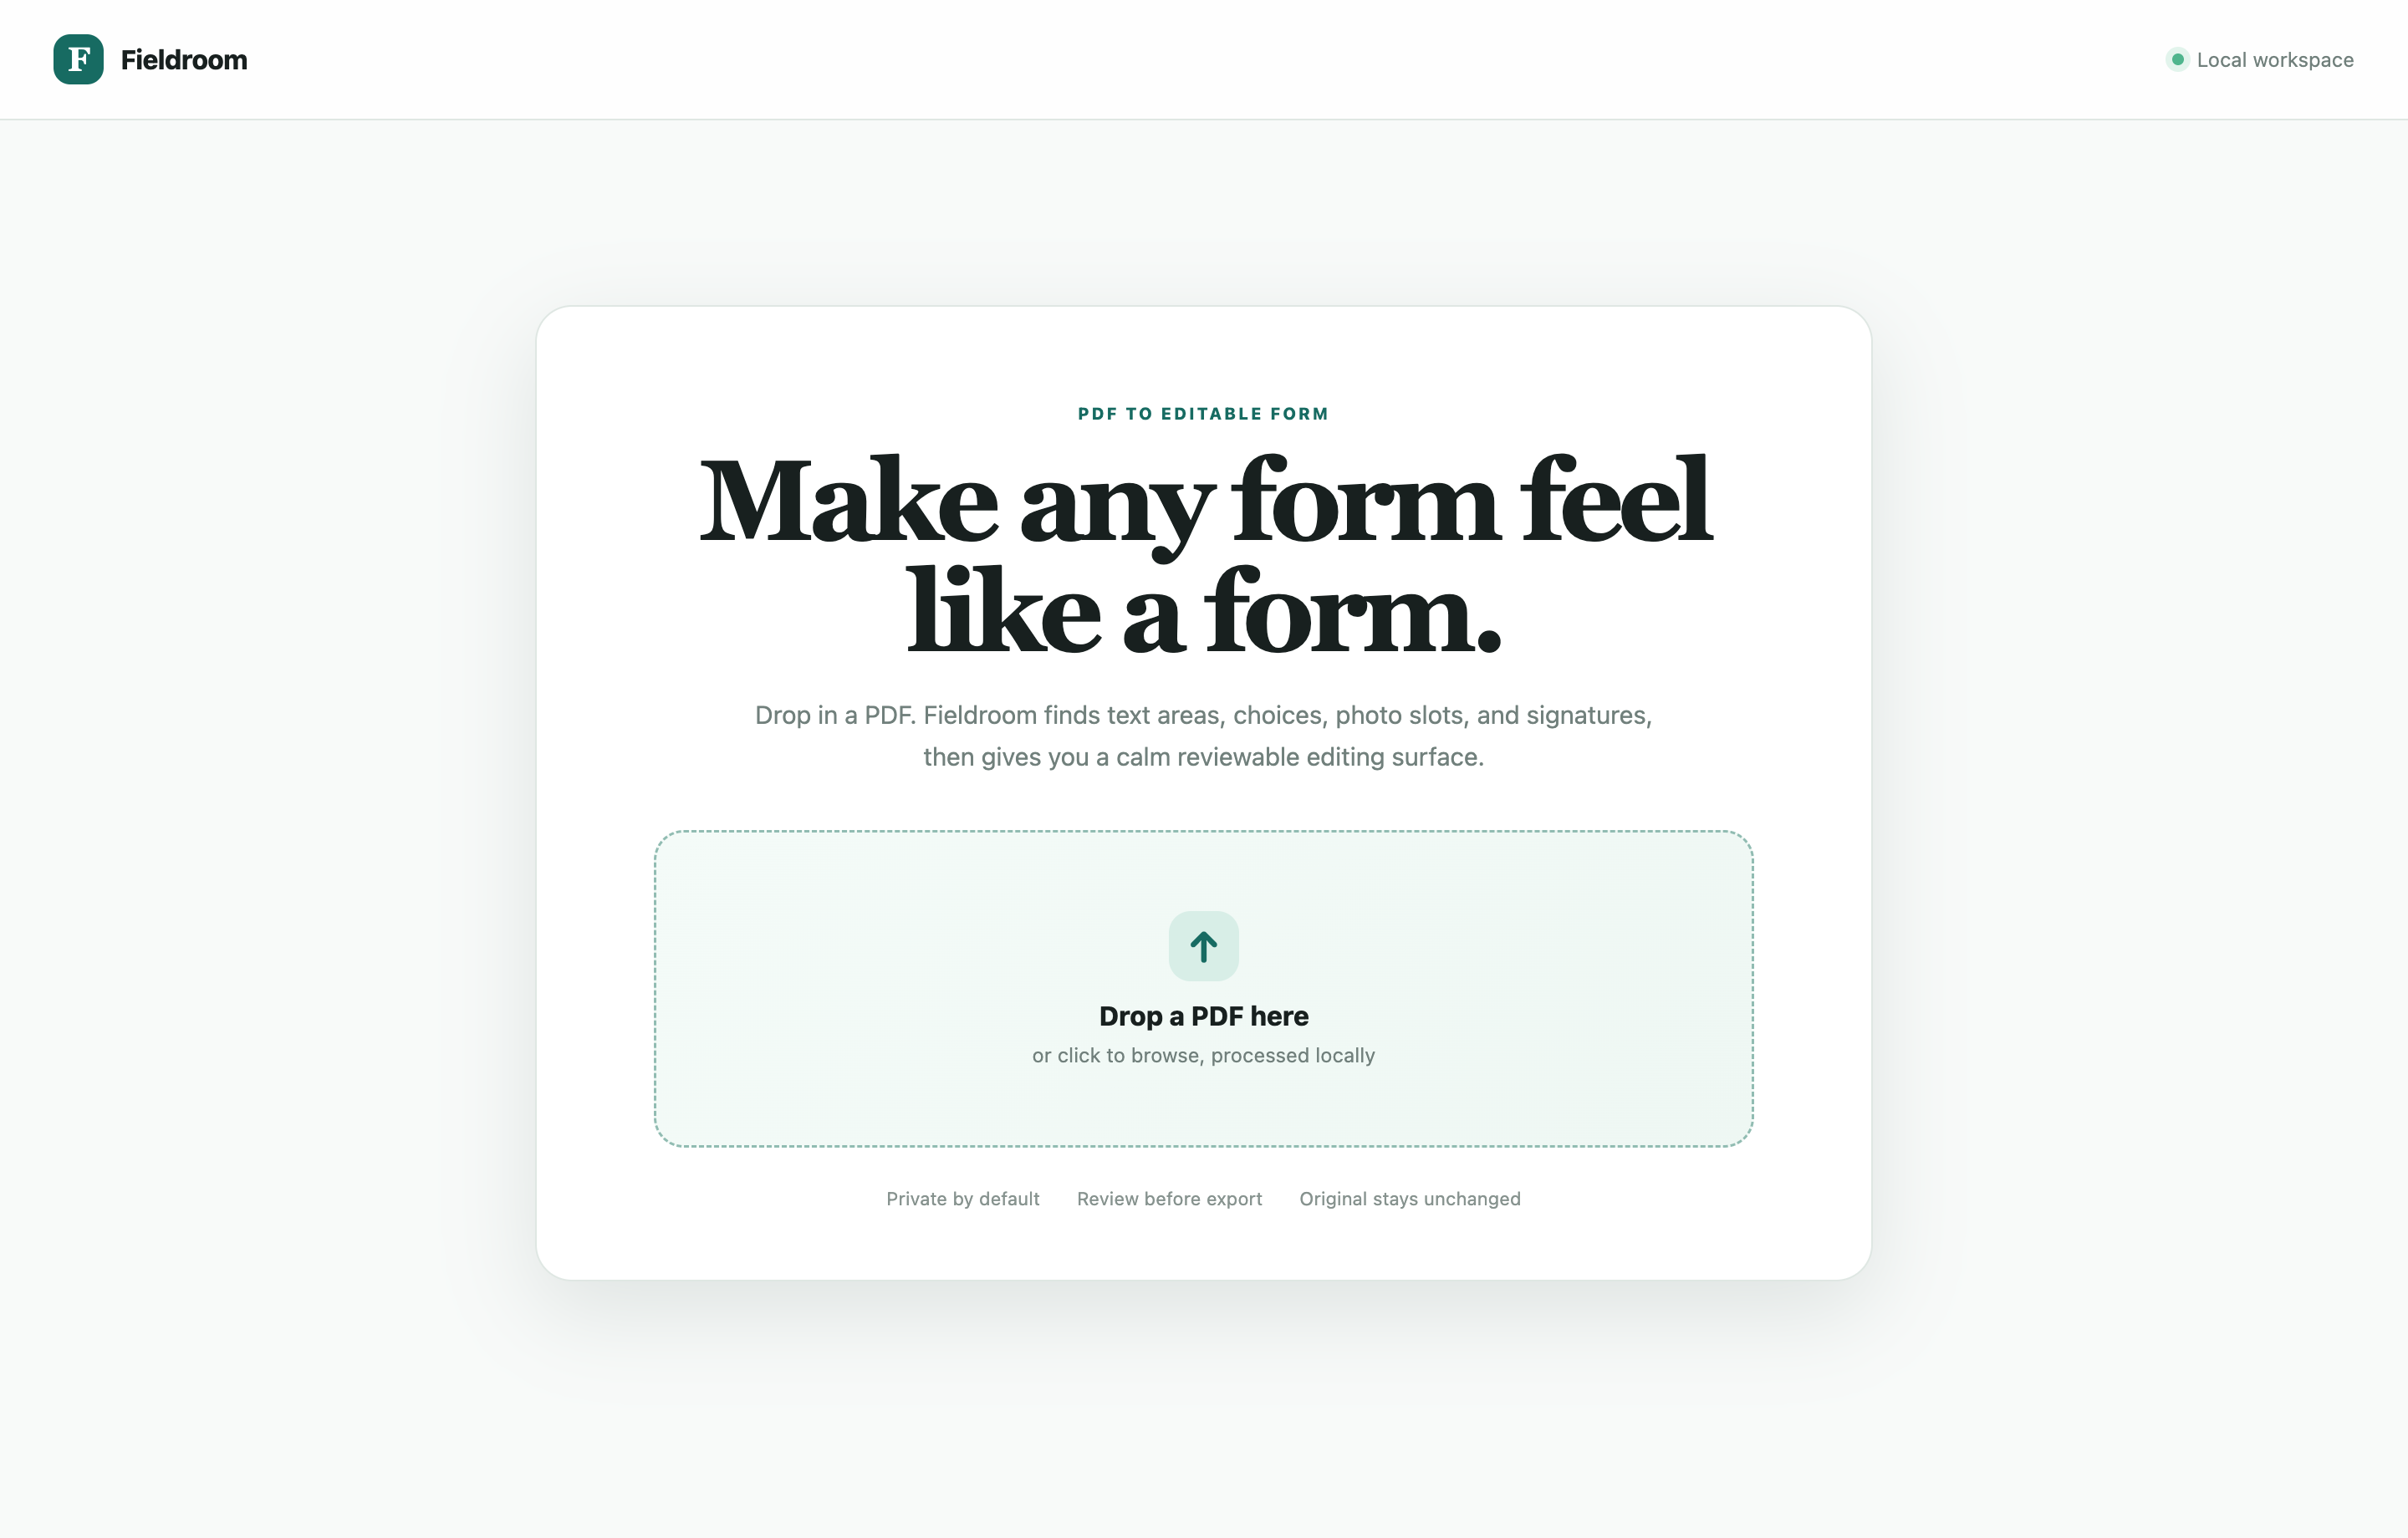 F Fieldroom
Local workspace
PDF TO EDITABLE FORM
Make any form feel
like a form.
Drop in a PDF. Fieldroom finds text areas, choices, photo slots, and signatures,
then gives you a calm reviewable editing surface.
Drop a PDF here
or click to browse, processed locally
Private by default Review before export Original stays unchanged